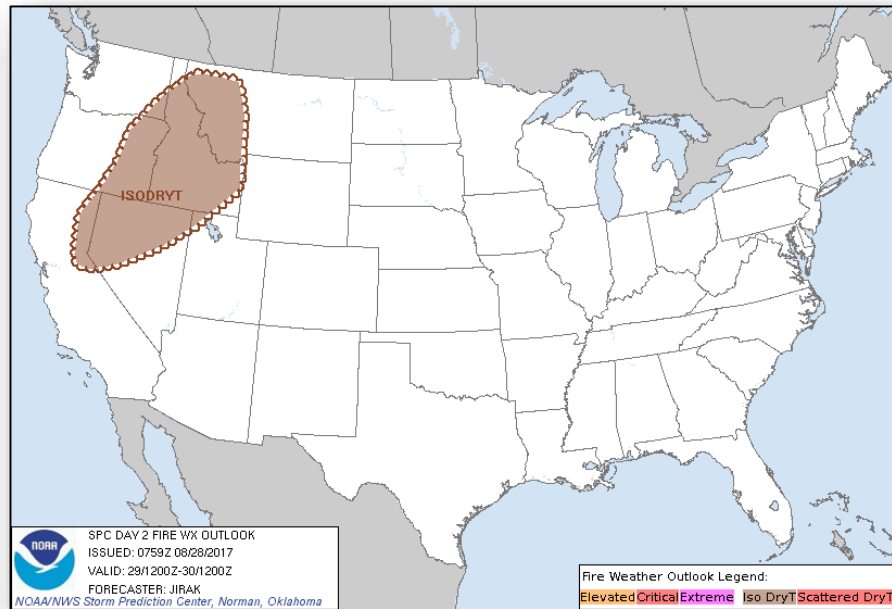 ISODRYT
NOAA
SPC DAY 2 FIRE WX OUTLOOK
ISSUED: 0759Z 08/28/2017
VALID: 29/1200Z-30/1200Z
FORECASTER: JIRAK
NOAA/NWS Storm Prediction Center, Norman, Oklahoma
Fire Weather Outlook Legend:
Elevated Critical Extreme Iso DryT Scattered DryT